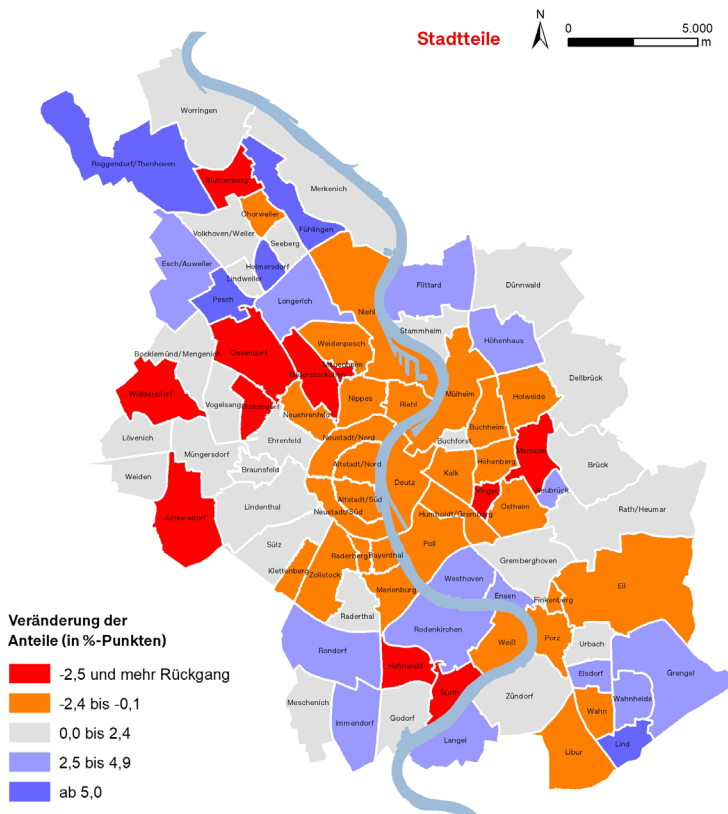 Stadtteile
N
0 5,000
m
Worringen
Roggendorf/Thenhoven
Blumenberg
Merkenich
Chorweiler
Fühlingen
Volkhoven/Weiler
Seeberg
Esch/Auweiler
Heimersdorf
Lindweiler
Pesch
Longerich
Flittard
Dünnwald
Niehl
Stammheim
Höhenhaus
Weidenpesch
Bocklemünd/Mengenich
Ossendorf
Mauenheim
Bilderstöckchen
Dellbrück
Widdersdorf
Mülheim
Holweide
Nippes
Riehl
Vogelsang
Bickendorf
Neuehrenfeld
Buchheim
Lövenich
Ehrenfeld
Neustadt/Nord
Buchforst
Merheim
Müngersdorf
Altstadt/Nord
Höhenberg
Brück
Braunsfeld
Kalk
Weiden
Deutz
Vingst
Neubrück
Altstadt/Süd
Lindenthal
Neustadt/Süd
Humboldt/Gremberg
Ostheim
Rath/Heumar
Junkersdorf
Sülz
Poll
Raderberg
Bayenthal
Gremberghoven
Klettenberg
Zollstock
Westhoven
Eil
Marienburg
Ensen
Finkenberg
Raderthal
Rodenkirchen
Weiß
Porz
Urbach
Rondorf
Hahnwald
Elsdorf
Grengel
Sürth
Zündorf
Wahnheide
Meschenich
Immendorf
Godorf
Wahn
Langel
Lind
Libur
Veränderung der
Anteile (in %-Punkten)
-2,5 und mehr Rückgang
-2,4 bis -0,1
0,0 bis 2,4
2,5 bis 4,9
ab 5,0